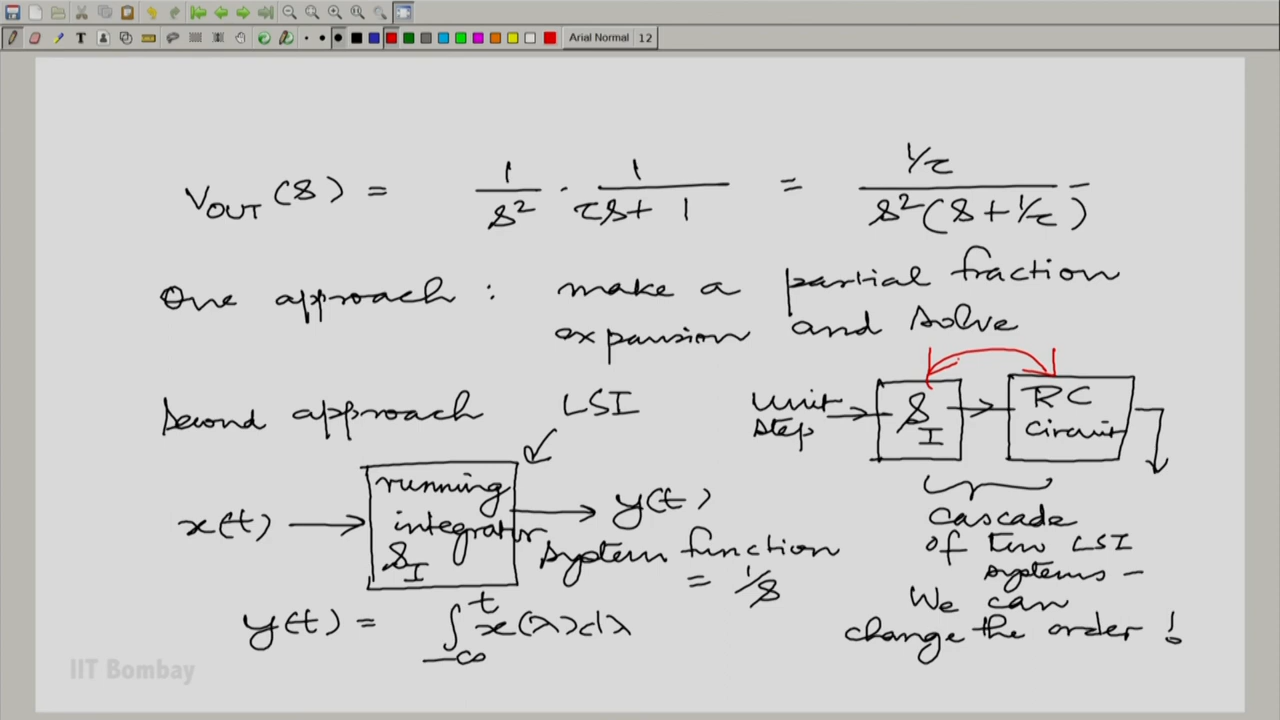 Arial Normal 12
V_OUT(s) = 1/s² · 1/(τs + 1) = (1/τ)/(s²(s + 1/τ))
One approach : make a partial fraction
expansion and solve
Second approach
LSI
x(t) → running integrator S_I → y(t)
system function
= 1/s
y(t) = ∫_{-∞}^{t} x(λ)dλ
Unit step → S_I → RC circuit
cascade
of two LSI
systems –
We can
change the order !
IIT Bombay